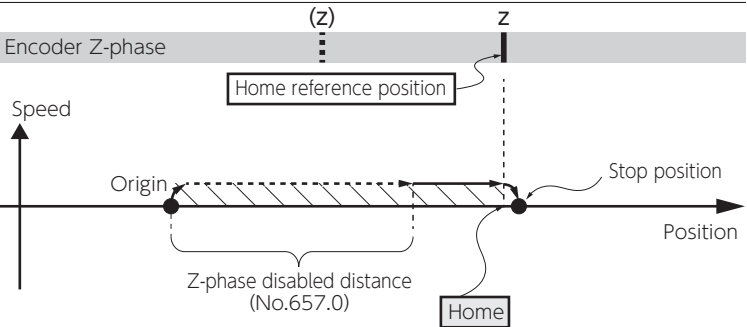 (z)
z
Encoder Z-phase
Home reference position
Speed
Origin
Stop position
Position
Z-phase disabled distance
(No.657.0)
Home